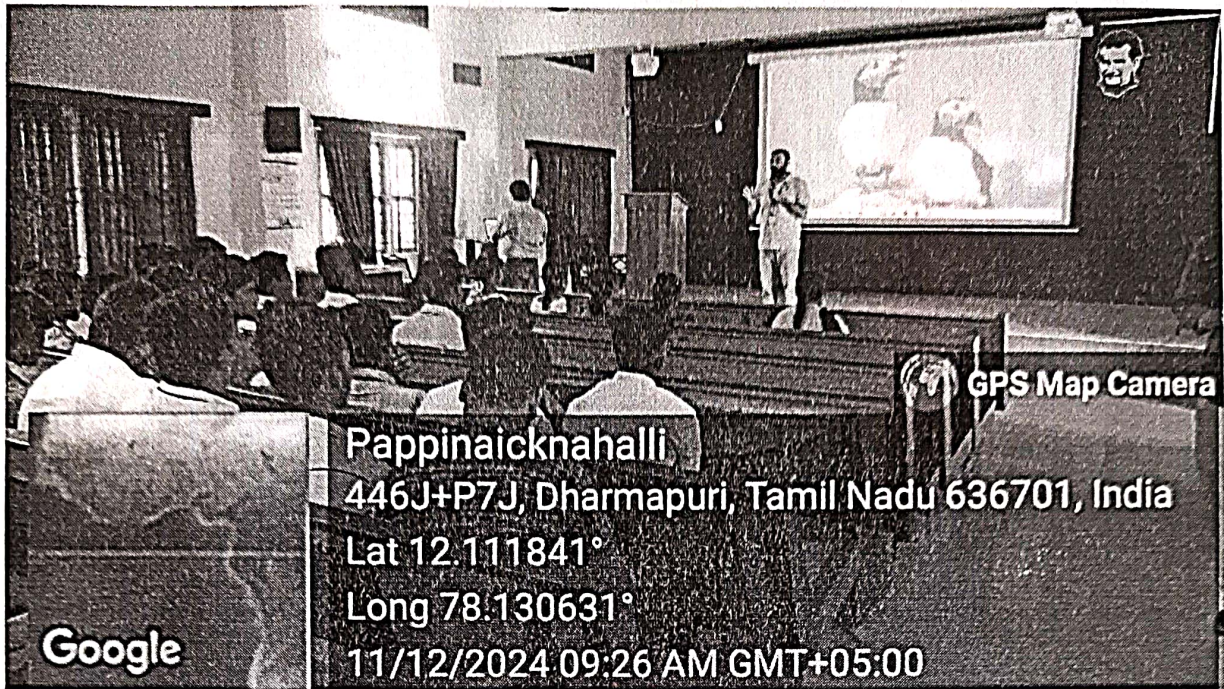 GPS Map Camera
Pappinaicknahalli
446J+P7J, Dharmapuri, Tamil Nadu 636701, India
Lat 12.111841°
Long 78.130631°
11/12/2024 09:26 AM GMT+05:00
Google